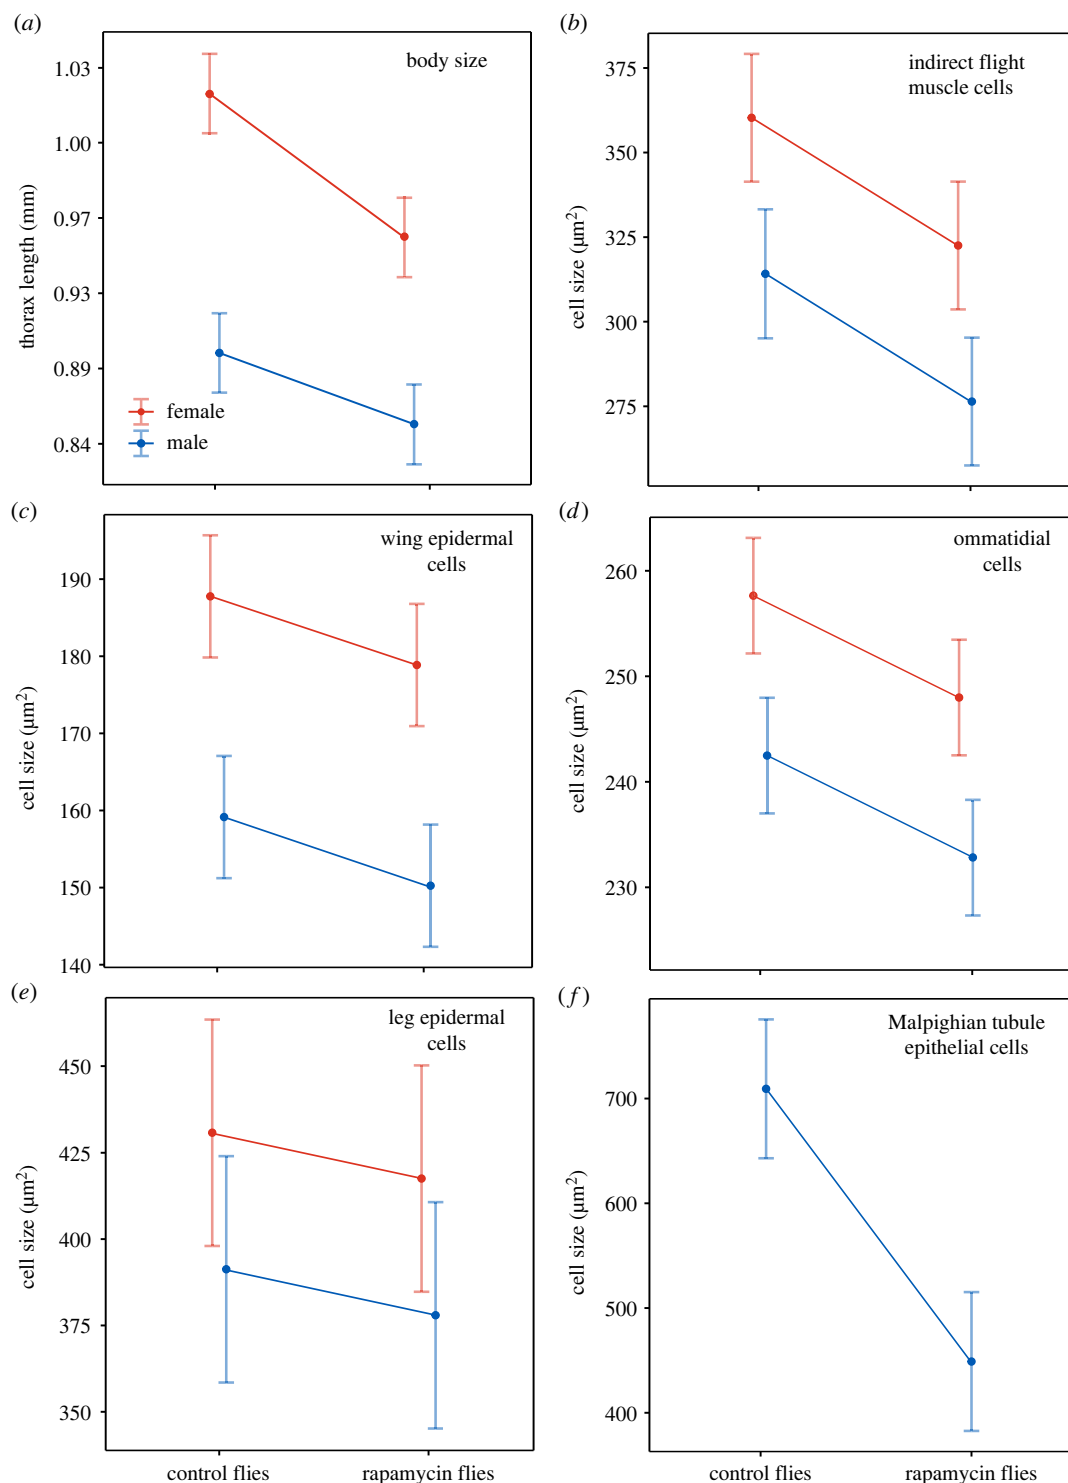 (a)
body size
thorax length (mm)
1.03
1.00
0.97
0.93
0.89
0.84
female
male
(b)
indirect flight
muscle cells
cell size (µm²)
375
350
325
300
275
(c)
wing epidermal
cells
cell size (µm²)
190
180
170
160
150
140
(d)
ommatidial
cells
cell size (µm²)
260
250
240
230
(e)
leg epidermal
cells
cell size (µm²)
450
425
400
375
350
control flies
rapamycin flies
(f)
Malpighian tubule
epithelial cells
cell size (µm²)
700
600
500
400
control flies
rapamycin flies